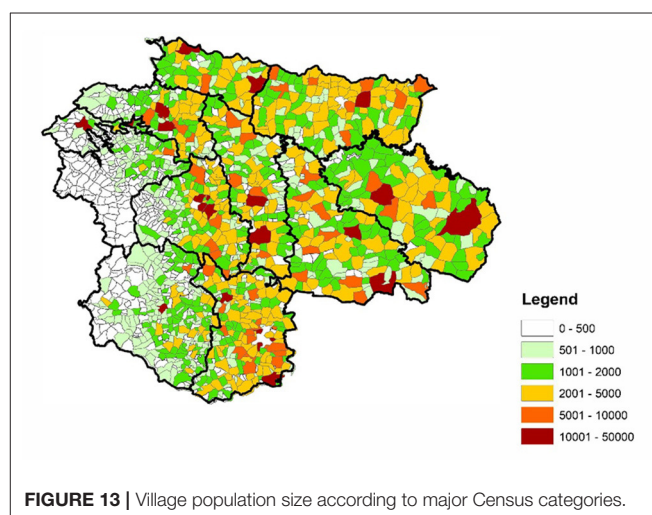 Legend
0 - 500
501 - 1000
1001 - 2000
2001 - 5000
5001 - 10000
10001 - 50000
FIGURE 13 | Village population size according to major Census categories.